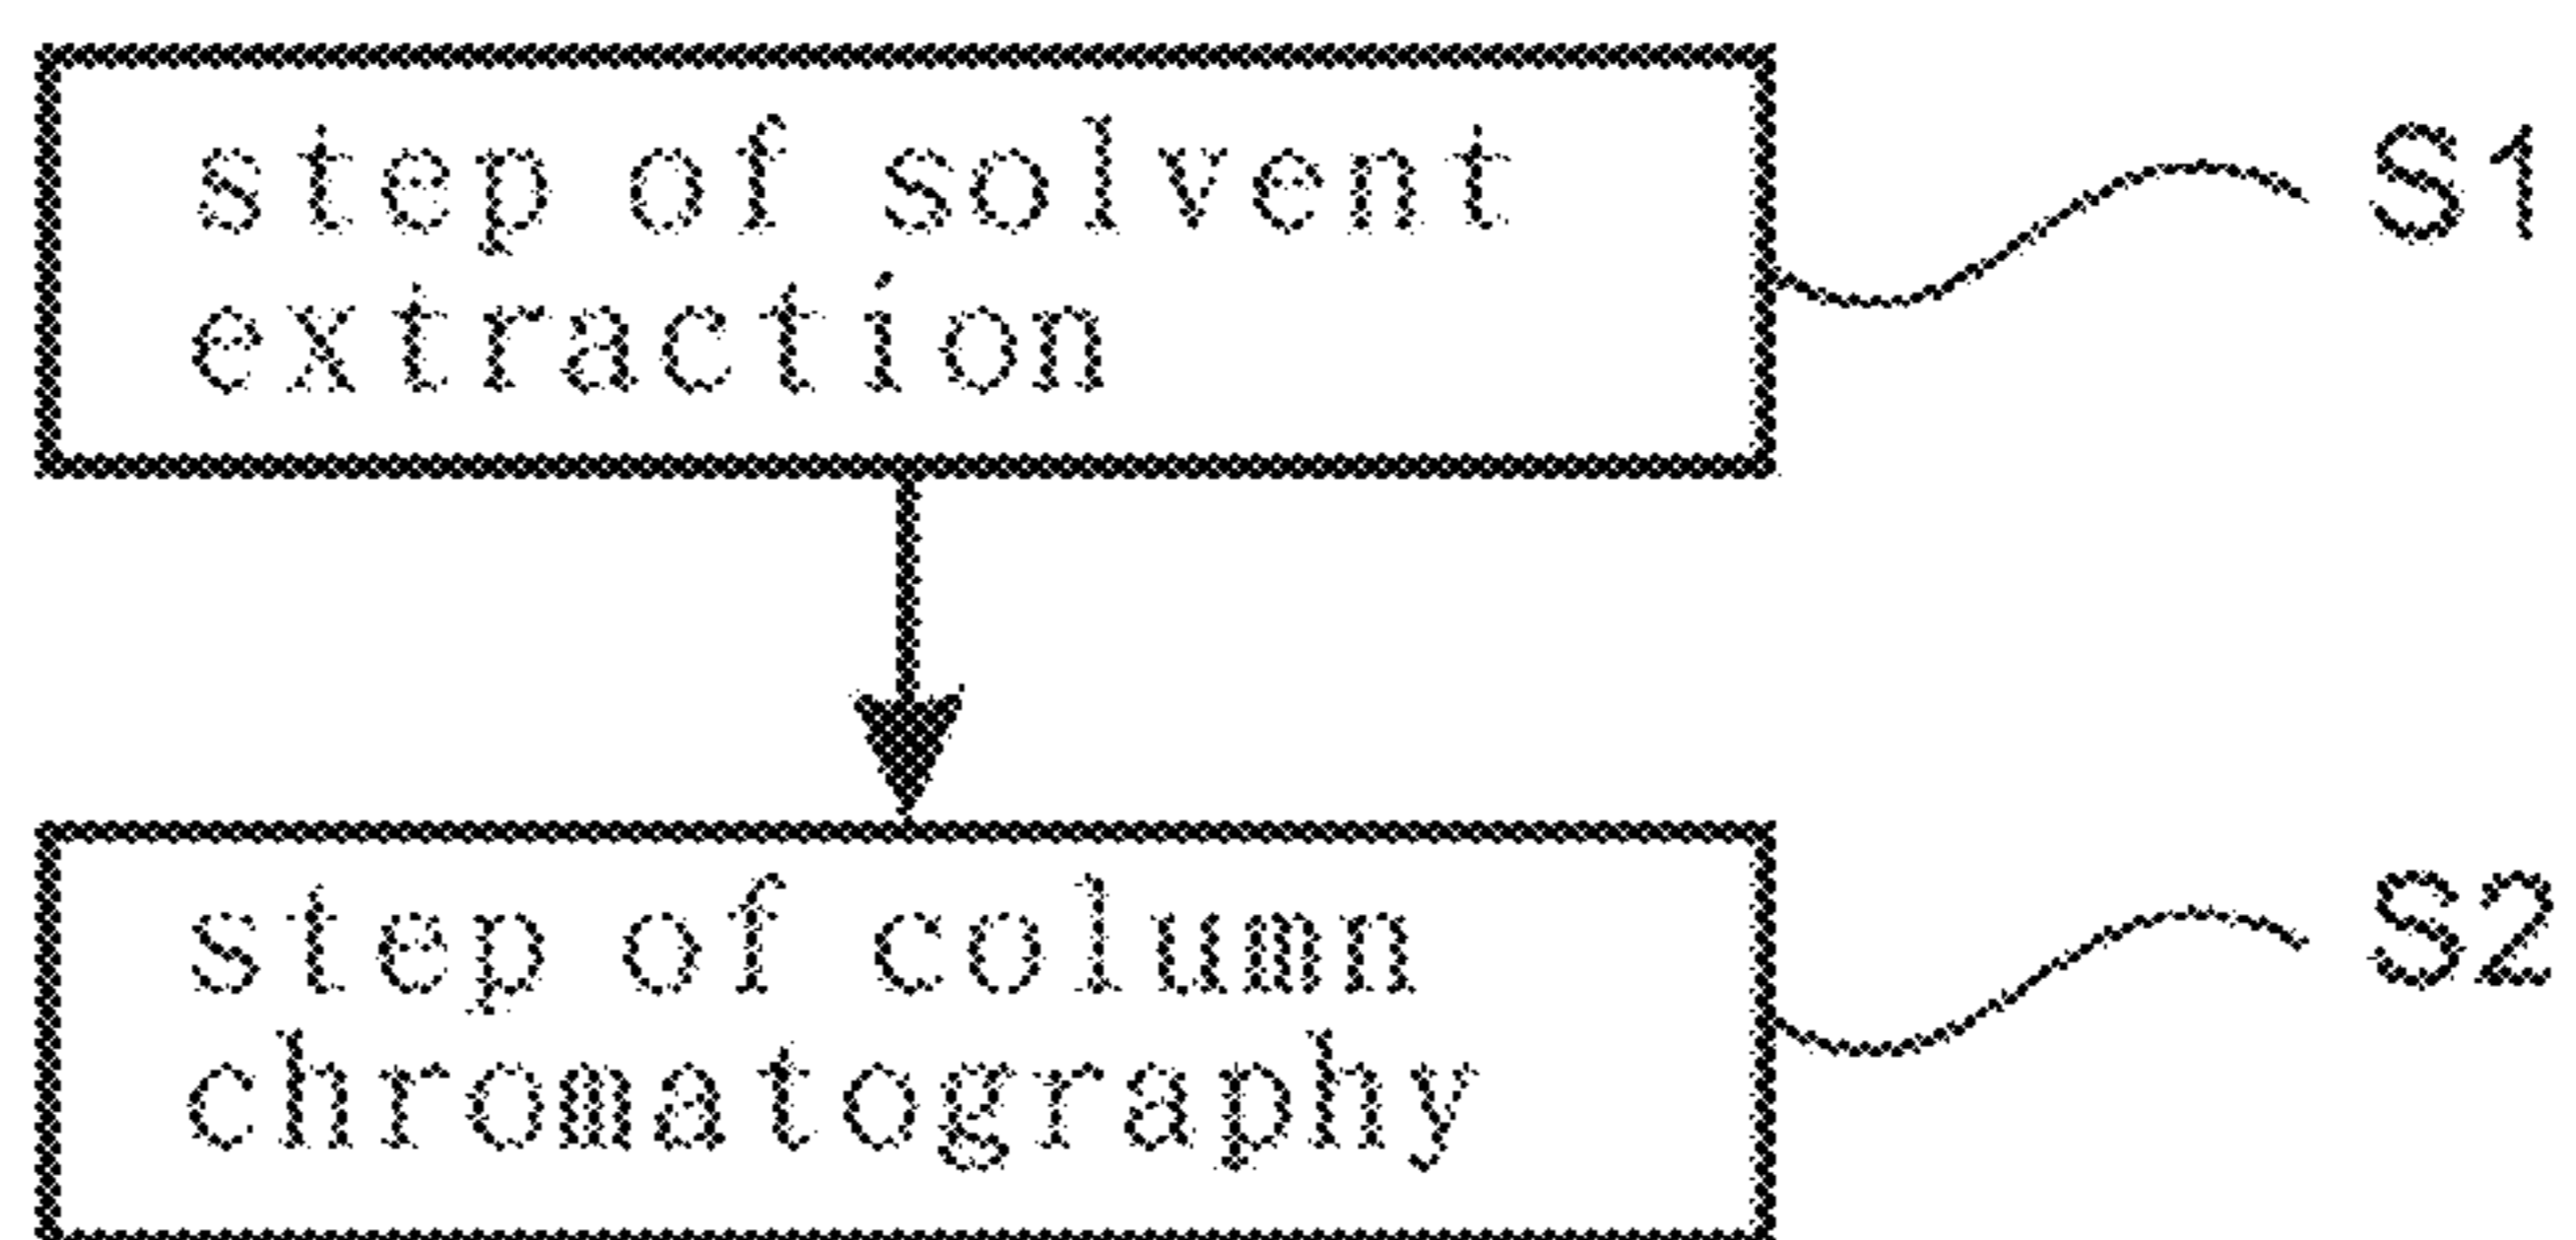 step of solvent
extraction
S1
step of column
chromatography
S2